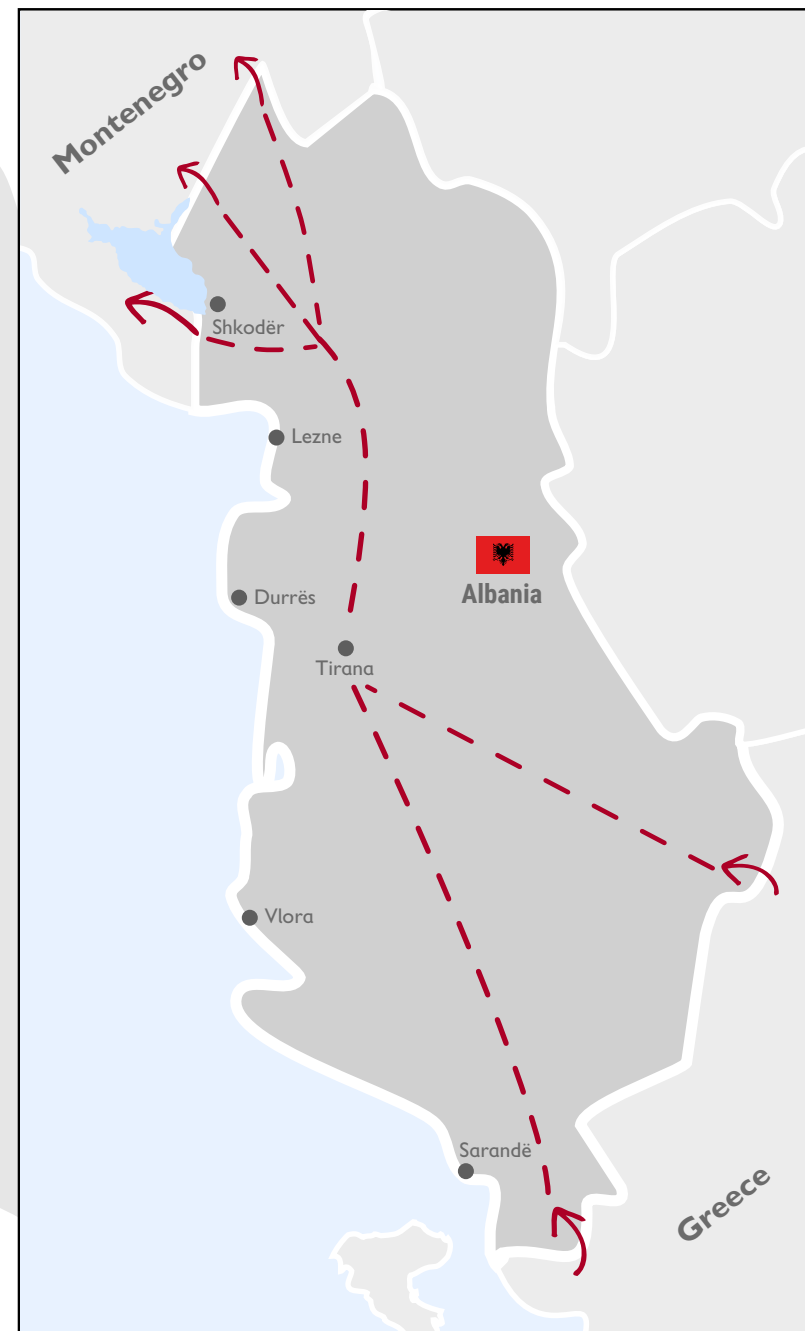 Montenegro
Shkodër
Lezne
Durrës
Albania
Tirana
Vlora
Sarandë
Greece